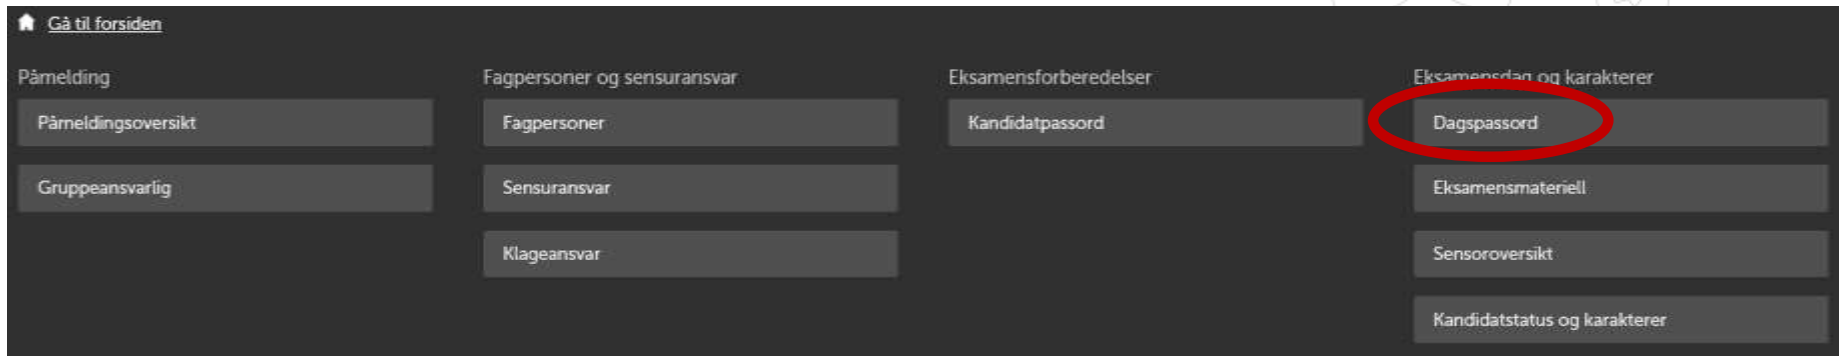 Gå til forsiden
Påmelding
Påmeldingsoversikt
Gruppeansvarlig
Fagpersoner og sensuransvar
Fagpersoner
Sensuransvar
Klageansvar
Eksamensforberedelser
Kandidatpassord
Eksamensdag og karakterer
Dagspassord
Eksamensmateriell
Sensoroversikt
Kandidatstatus og karakterer